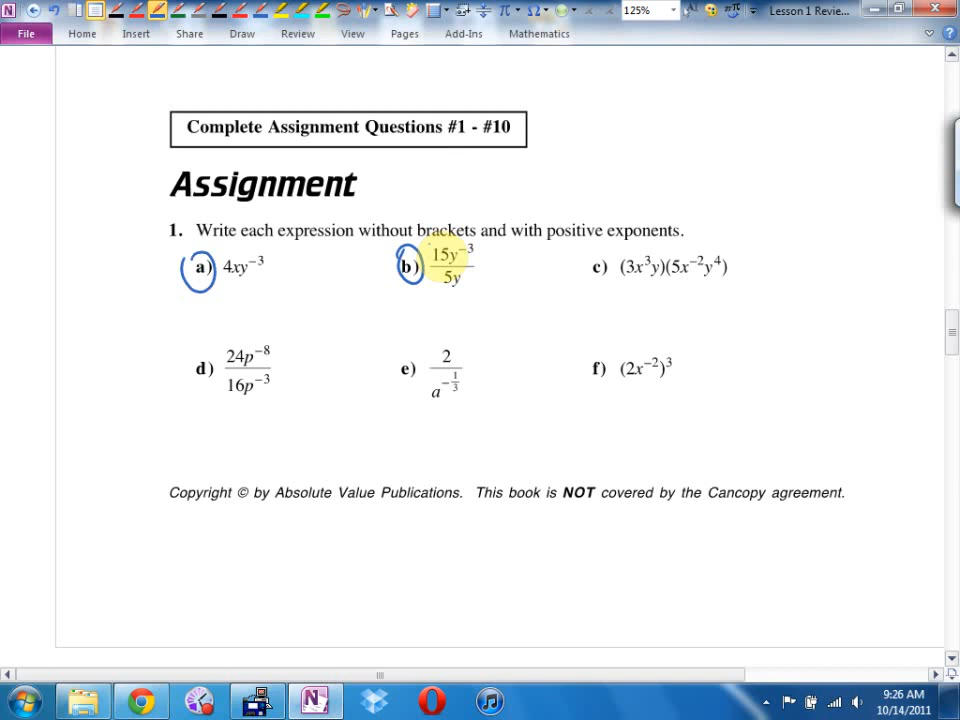 125%
Lesson 1 Revie...
File Home Insert Share Draw Review View Pages Add-Ins Mathematics
Complete Assignment Questions #1 - #10
Assignment
1. Write each expression without brackets and with positive exponents.
a) 4xy⁻³ b) 15y⁻³/5y c) (3x³y)(5x⁻²y⁴)
d) 24p⁻⁸/16p⁻³ e) 2/a^(-1/3) f) (2x⁻²)³
Copyright © by Absolute Value Publications. This book is NOT covered by the Cancopy agreement.
9:26 AM
10/14/2011